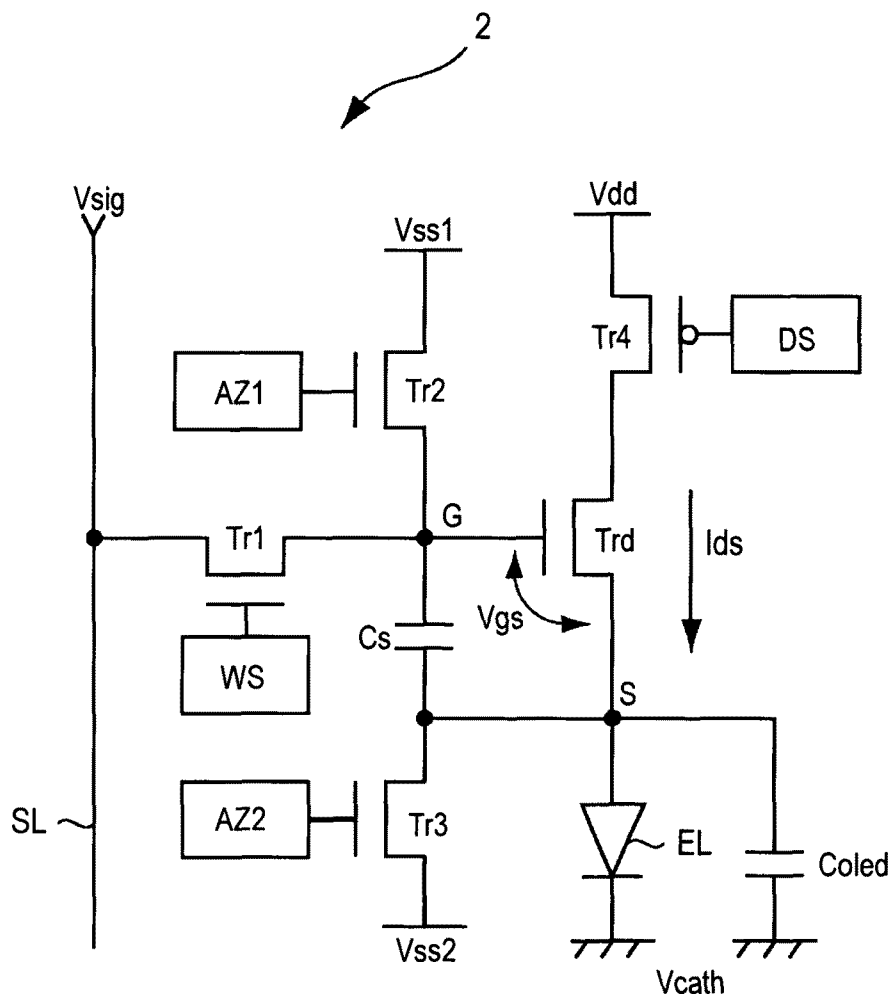 2
Vsig
Vdd
Vss1
Tr4
DS
AZ1
Tr2
G
Tr1
Trd
Ids
Vgs
Cs
WS
S
SL
AZ2
Tr3
EL
Coled
Vss2
Vcath